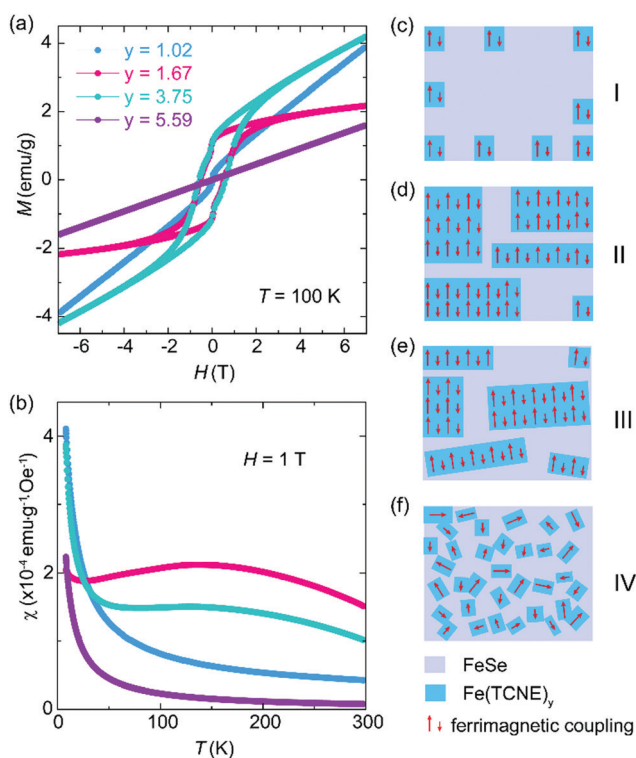 (a)
4
2
0
-2
-4
M (emu/g)
y = 1.02
y = 1.67
y = 3.75
y = 5.59
T = 100 K
-6 -4 -2 0 2 4 6
H (T)
(b)
4
2
0
χ (x10⁻⁴ emu·g⁻¹Oe⁻¹)
H = 1 T
0 100 200 300
T (K)
(c)
I
(d)
II
(e)
III
(f)
IV
FeSe
Fe(TCNE)y
ferrimagnetic coupling